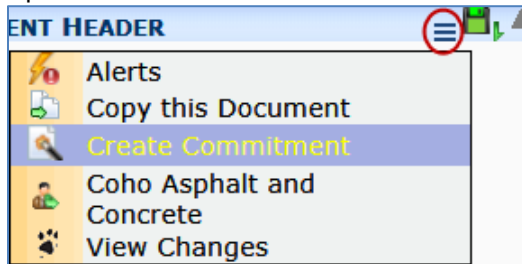 ENT HEADER
Alerts
Copy this Document
Create Commitment
Coho Asphalt and
Concrete
View Changes